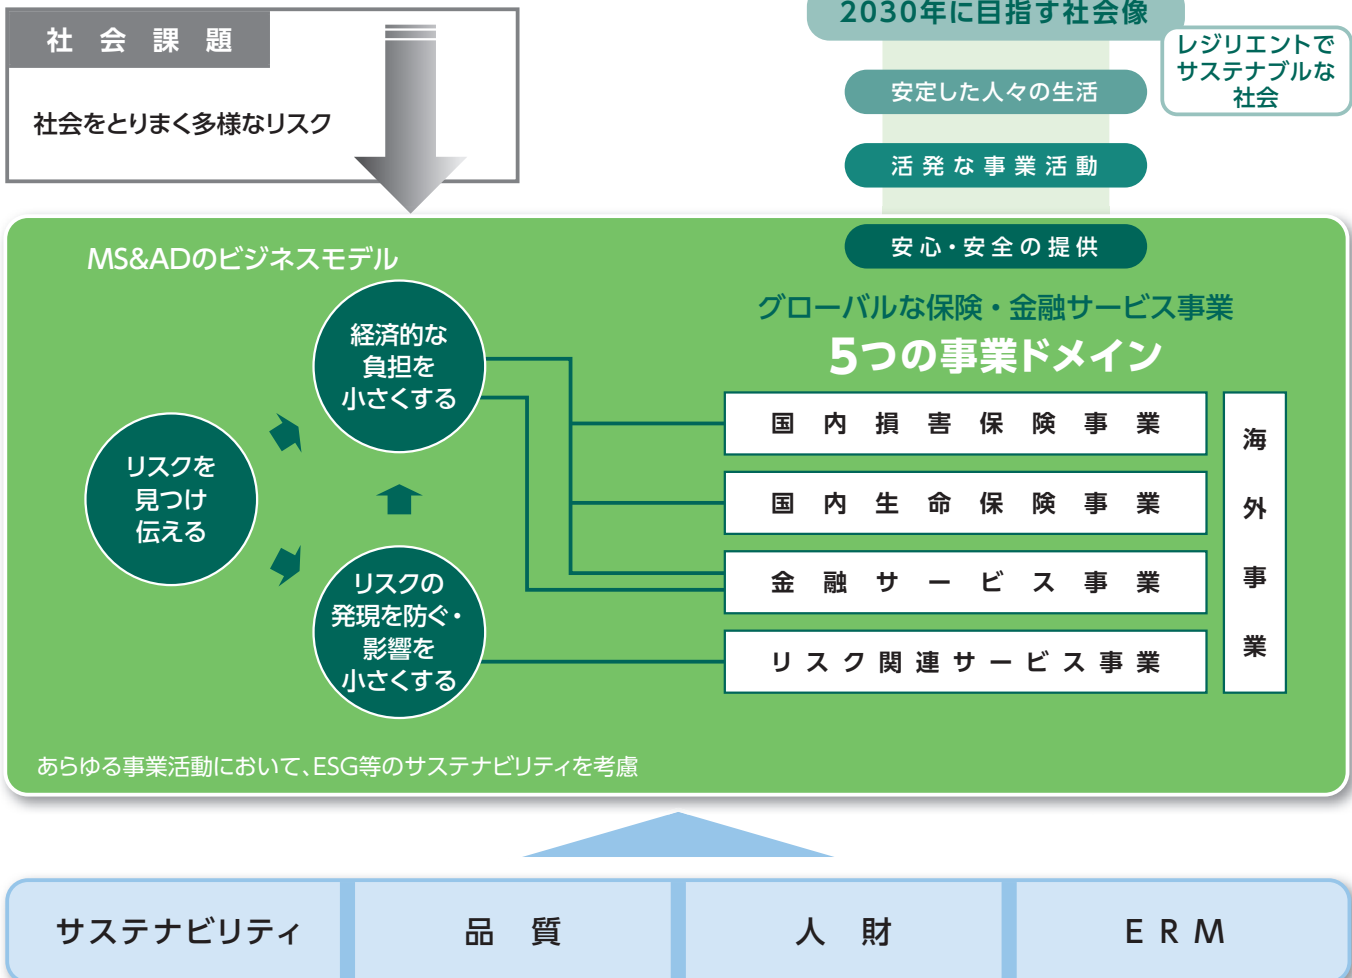 社会課題
社会をとりまく多様なリスク
2030年に目指す社会像
レジリエントで
サステナブルな
社会
安定した人々の生活
活発な事業活動
安心・安全の提供
MS&ADのビジネスモデル
リスクを
見つけ
伝える
経済的な
負担を
小さくする
リスクの
発現を防ぐ・
影響を
小さくする
グローバルな保険・金融サービス事業
5つの事業ドメイン
国内損害保険事業
国内生命保険事業
金融サービス事業
リスク関連サービス事業
海外事業
あらゆる事業活動において、ESG等のサステナビリティを考慮
サステナビリティ
品質
人財
ERM